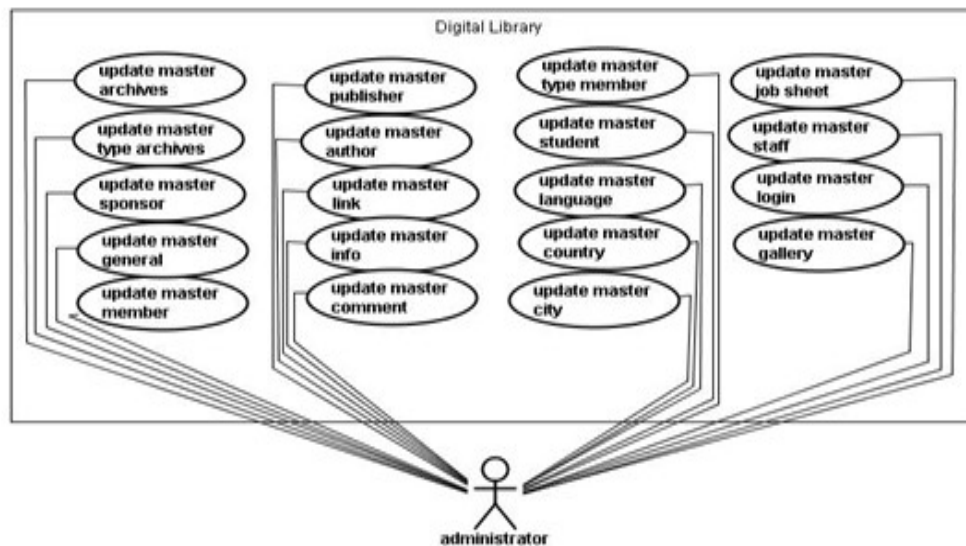 Digital Library
update master
archives
update master
type archives
update master
sponsor
update master
general
update master
member
update master
publisher
update master
author
update master
link
update master
info
update master
comment
update master
type member
update master
student
update master
language
update master
country
update master
city
update master
job sheet
update master
staff
update master
login
update master
gallery
administrator